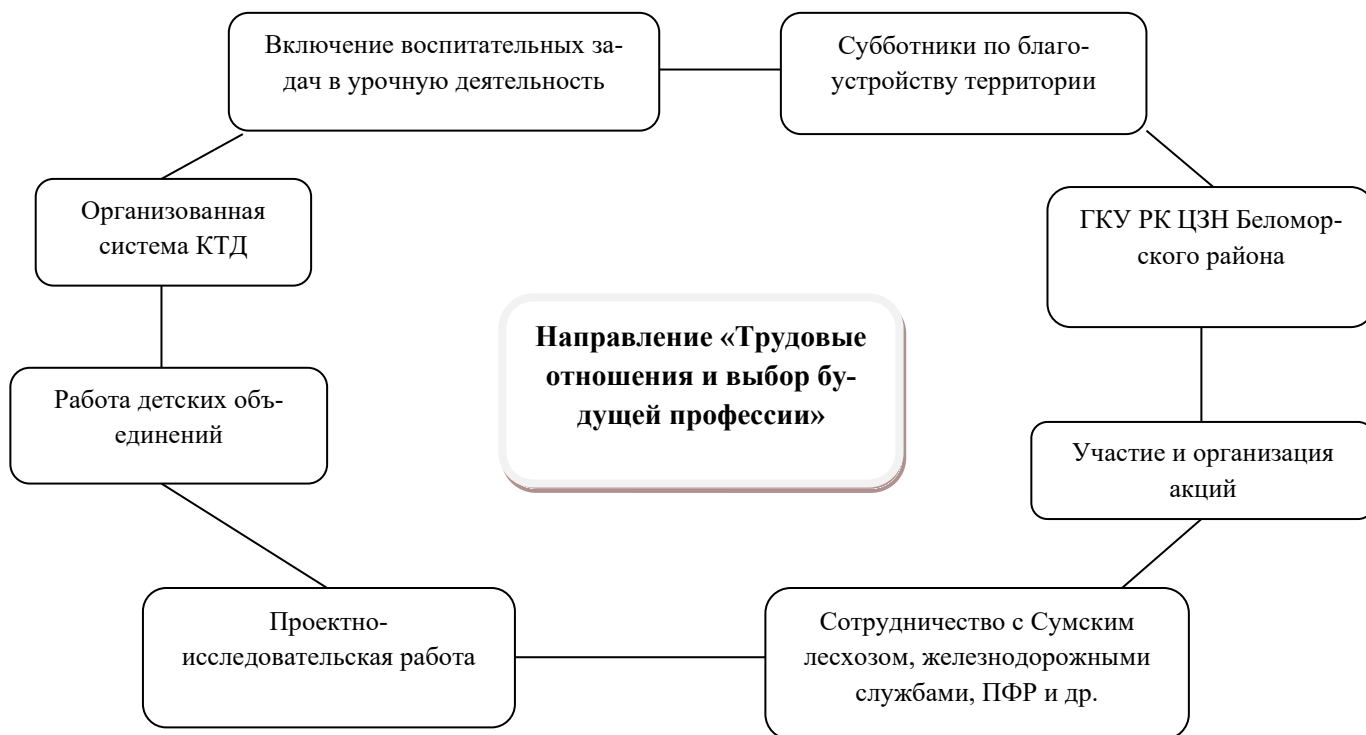 Включение воспитательных за-
дач в урочную деятельность
Субботники по благо-
устройству территории
Организованная
система КТД
ГКУ РК ЦЗН Беломор-
ского района
Направление «Трудовые
отношения и выбор бу-
дущей профессии»
Работа детских объ-
единений
Участие и организация
акций
Проектно-
исследовательская работа
Сотрудничество с Сумским
лесхозом, железнодорожными
службами, ПФР и др.